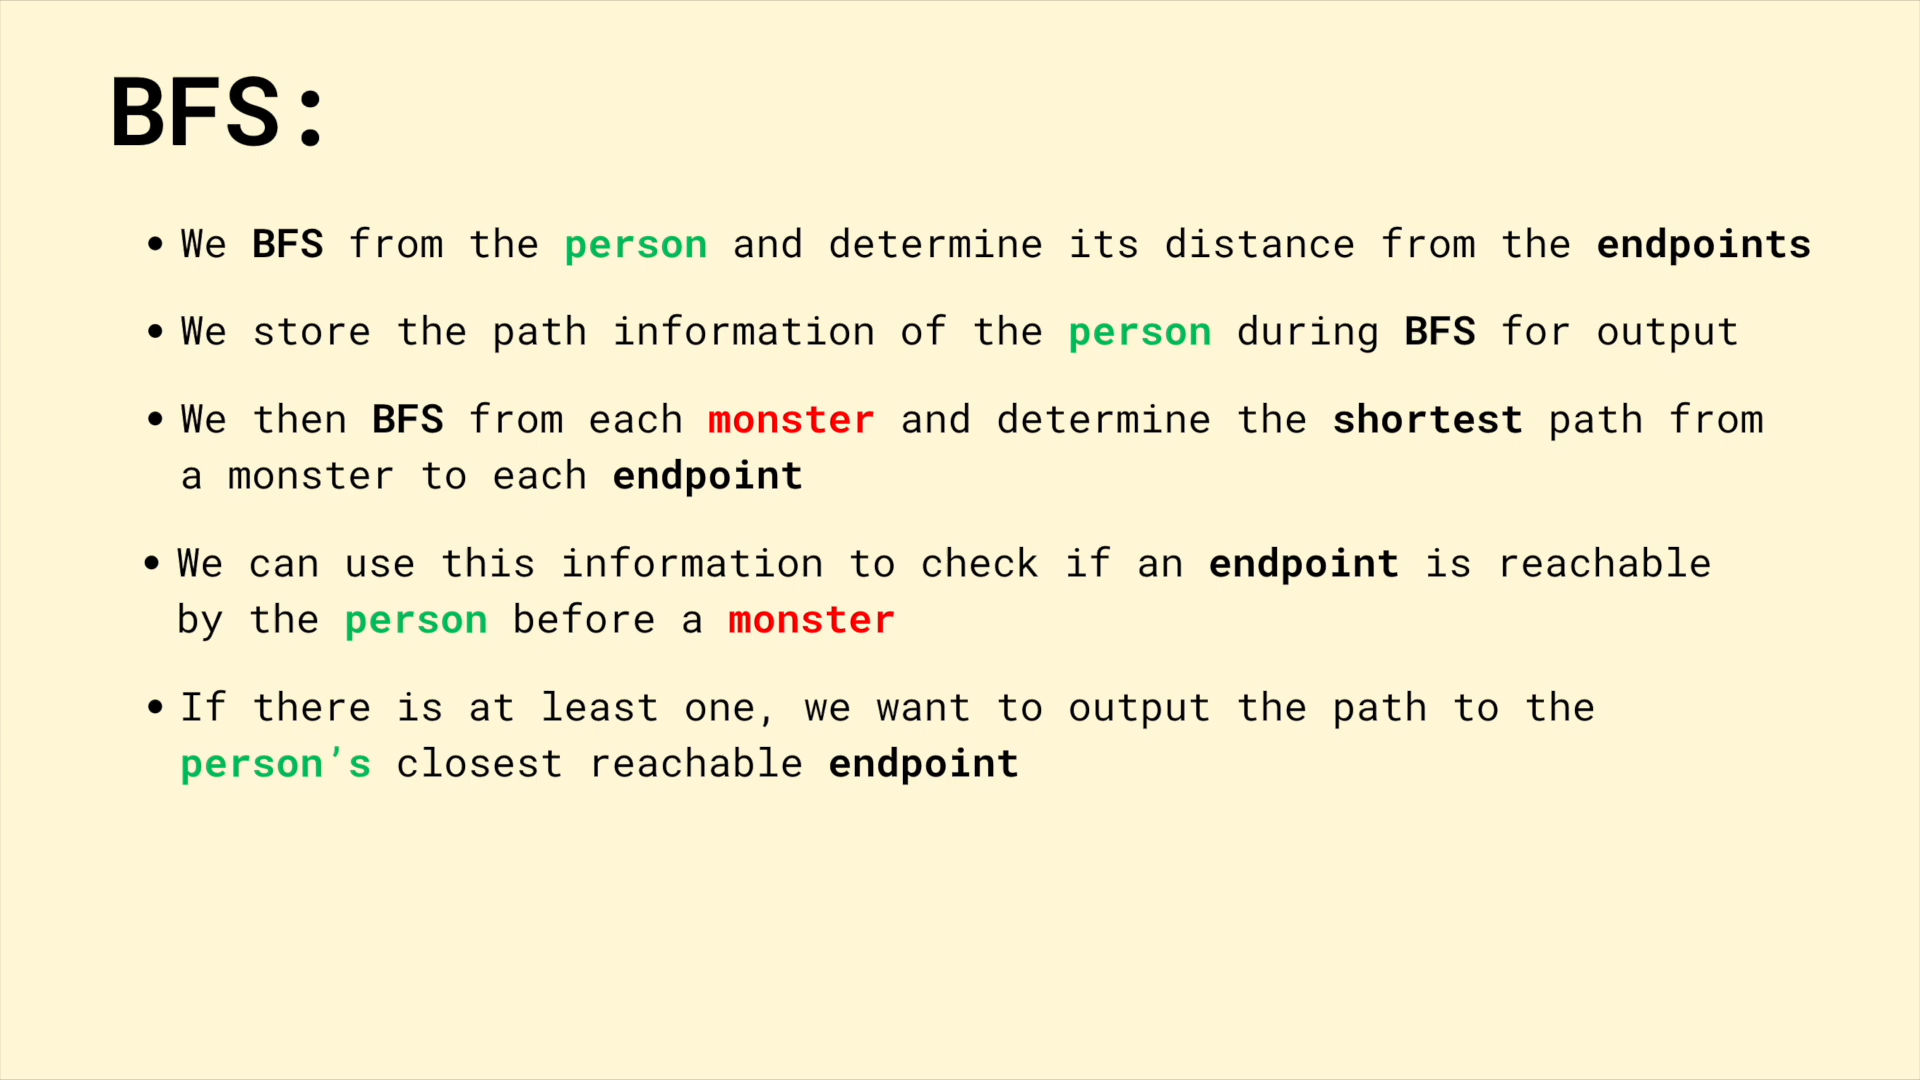 BFS:
• We BFS from the person and determine its distance from the endpoints
• We store the path information of the person during BFS for output
• We then BFS from each monster and determine the shortest path from
a monster to each endpoint
• We can use this information to check if an endpoint is reachable
by the person before a monster
• If there is at least one, we want to output the path to the
person’s closest reachable endpoint